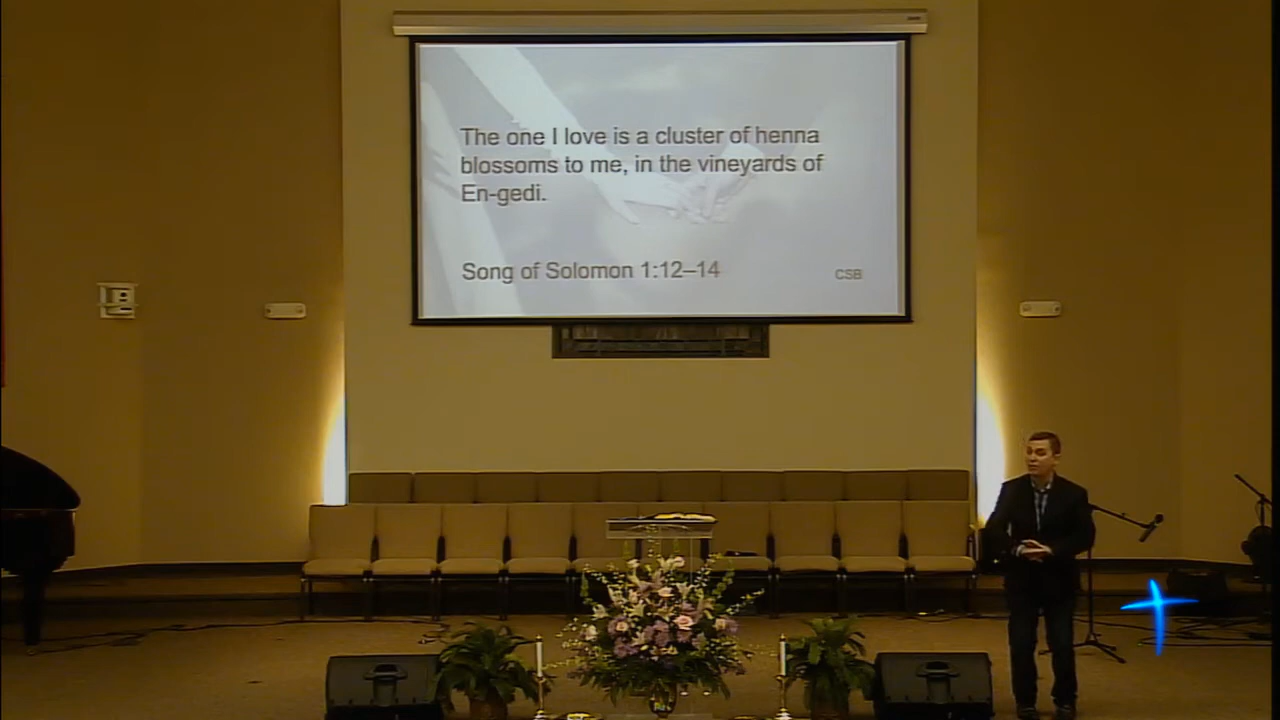 The one I love is a cluster of henna
blossoms to me, in the vineyards of
En-gedi.
Song of Solomon 1:12–14
CSB